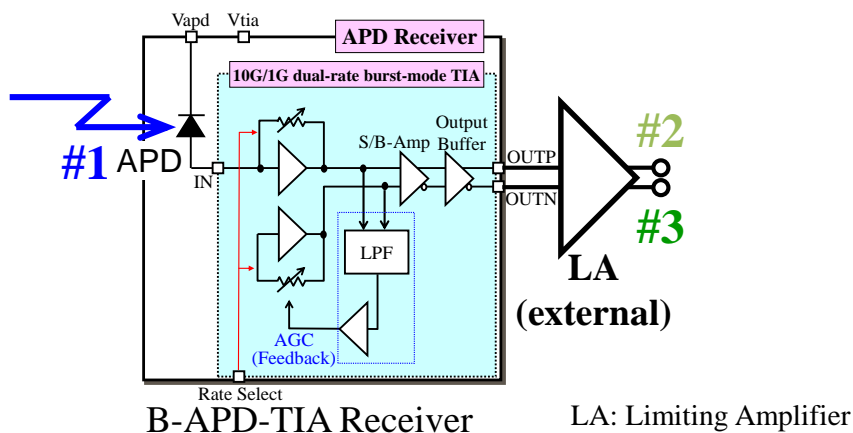 Vapd
Vtia
APD Receiver
10G/1G dual-rate burst-mode TIA
#1
APD
IN
S/B-Amp
Output
Buffer
OUTP
OUTN
#2
#3
LPF
LA
(external)
AGC
(Feedback)
Rate Select
B-APD-TIA Receiver
LA: Limiting Amplifier